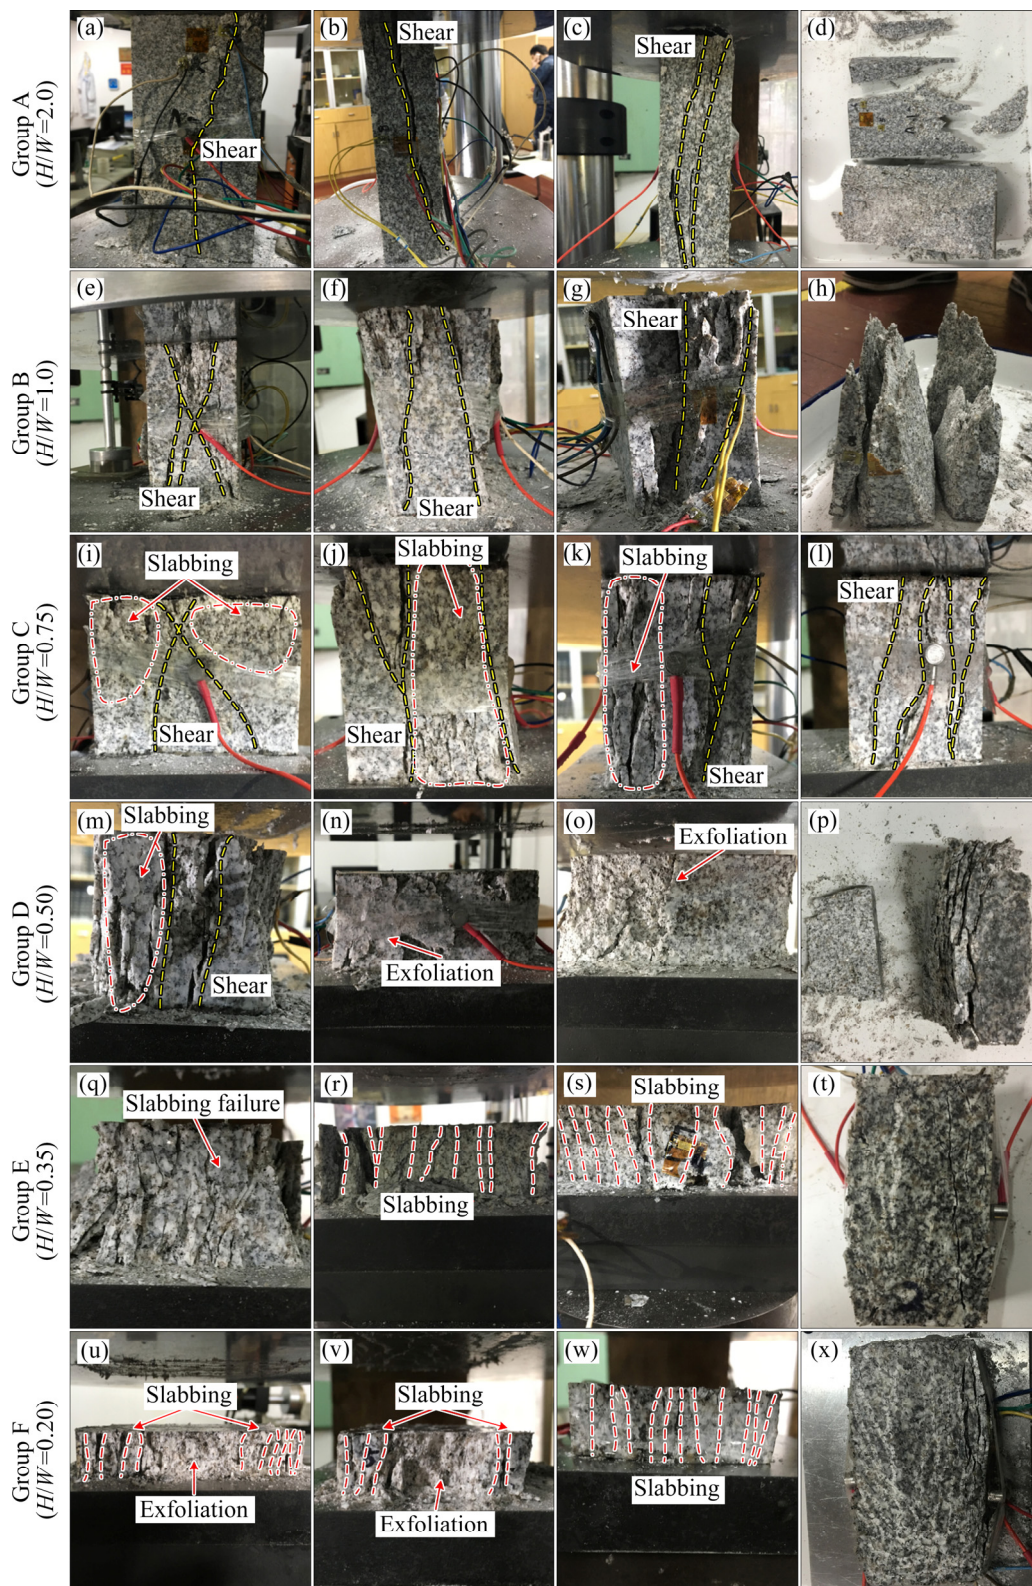 Group A
(H/W=2.0)
(a)
Shear
(b)
Shear
(c)
Shear
(d)
Group B
(H/W=1.0)
(e)
Shear
(f)
Shear
(g)
Shear
(h)
Group C
(H/W=0.75)
(i)
Slabbing
Shear
(j)
Slabbing
Shear
(k)
Slabbing
Shear
(l)
Shear
Group D
(H/W=0.50)
(m)
Slabbing
Shear
(n)
Exfoliation
(o)
Exfoliation
(p)
Group E
(H/W=0.35)
(q)
Slabbing failure
(r)
Slabbing
(s)
Slabbing
(t)
Group F
(H/W=0.20)
(u)
Slabbing
Exfoliation
(v)
Slabbing
Exfoliation
(w)
Slabbing
(x)